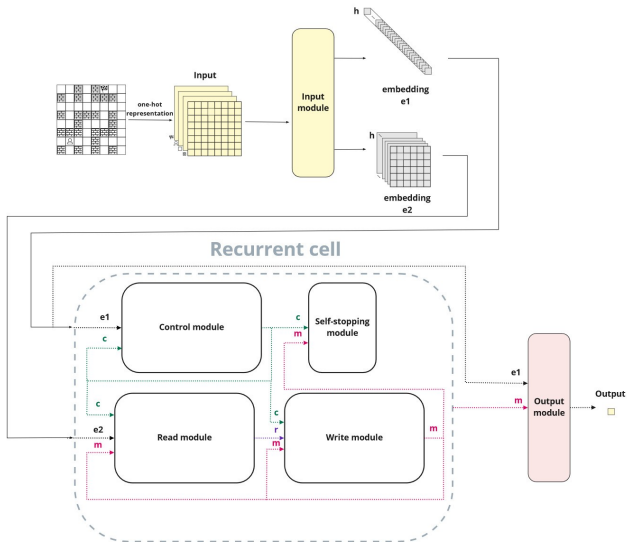 h
Input
one-hot
representation
Input
module
embedding
e1
h
embedding
e2
Recurrent cell
e1
Control module
c
c
m
Self-stopping
module
e1
Output
m
Output
module
c
e2
m
Read module
c
r
m
Write module
m